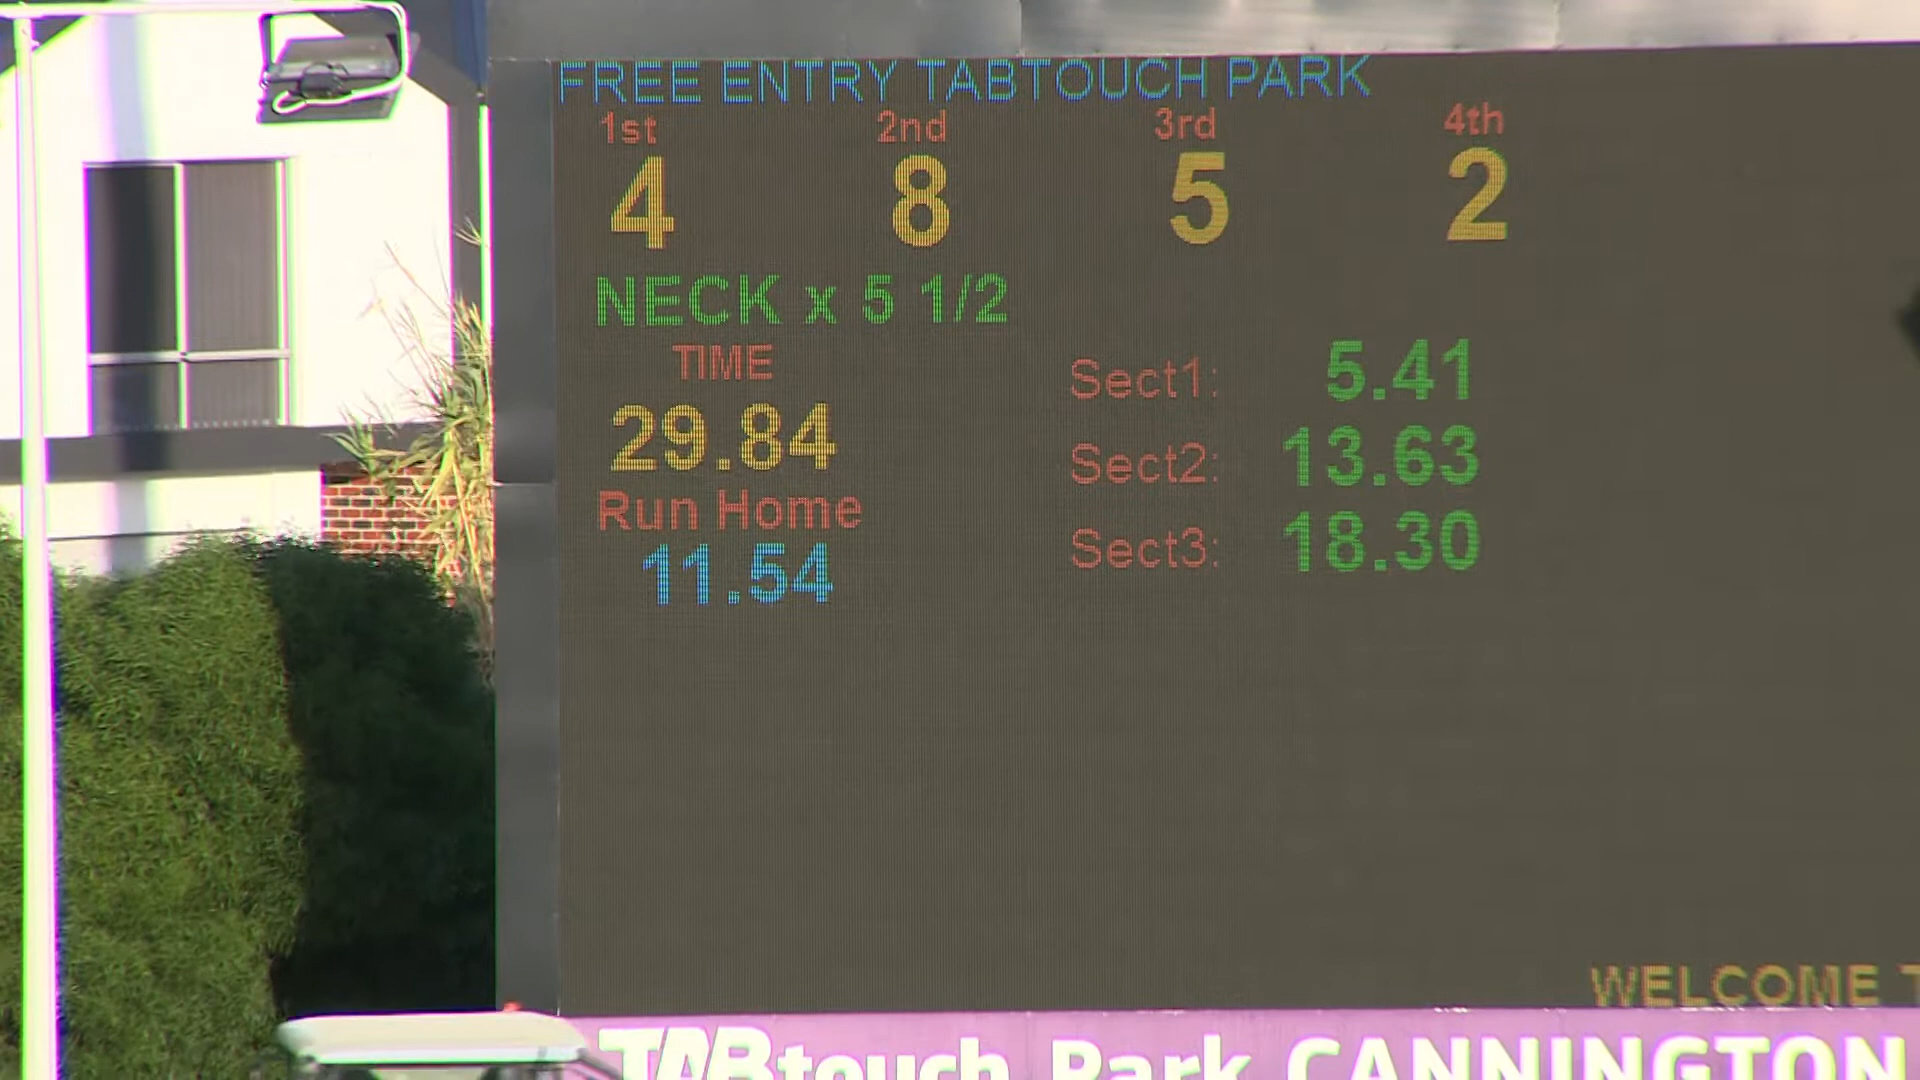 FREE ENTRY TABTOUCH PARK
1st 2nd 3rd 4th
4 8 5 2
NECK x 5 1/2
TIME
29.84
Run Home
11.54
Sect1: 5.41
Sect2: 13.63
Sect3: 18.30
WELCOME T
TABtouch Park CANNINGTON